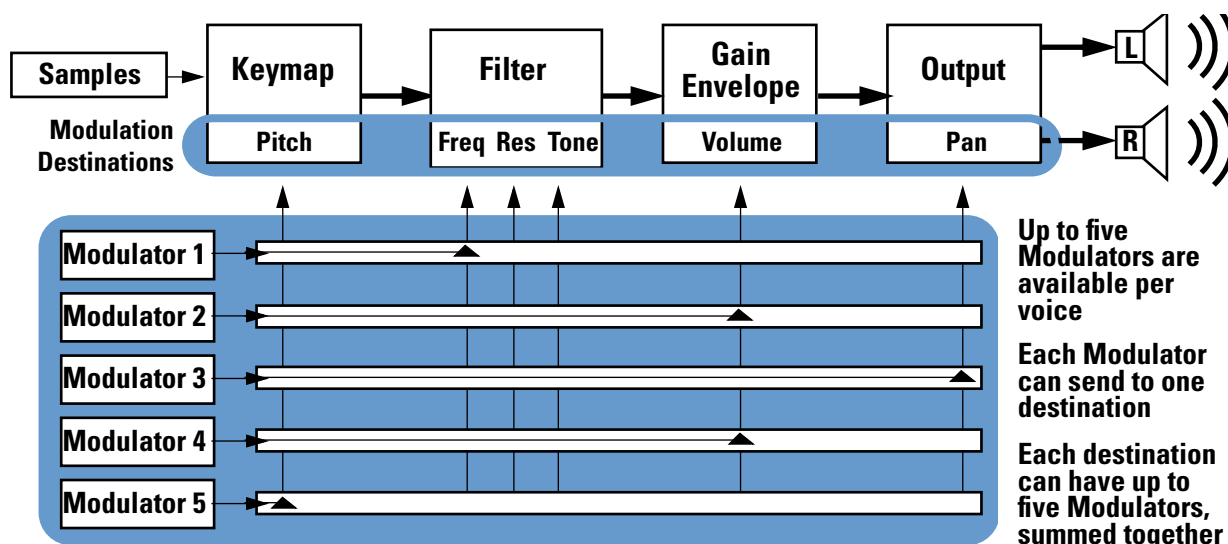 Samples
Keymap
Filter
Gain
Envelope
Output
L
R
Modulation
Destinations
Pitch
Freq Res Tone
Volume
Pan
Modulator 1
Modulator 2
Modulator 3
Modulator 4
Modulator 5
Up to five
Modulators are
available per
voice
Each Modulator
can send to one
destination
Each destination
can have up to
five Modulators,
summed together